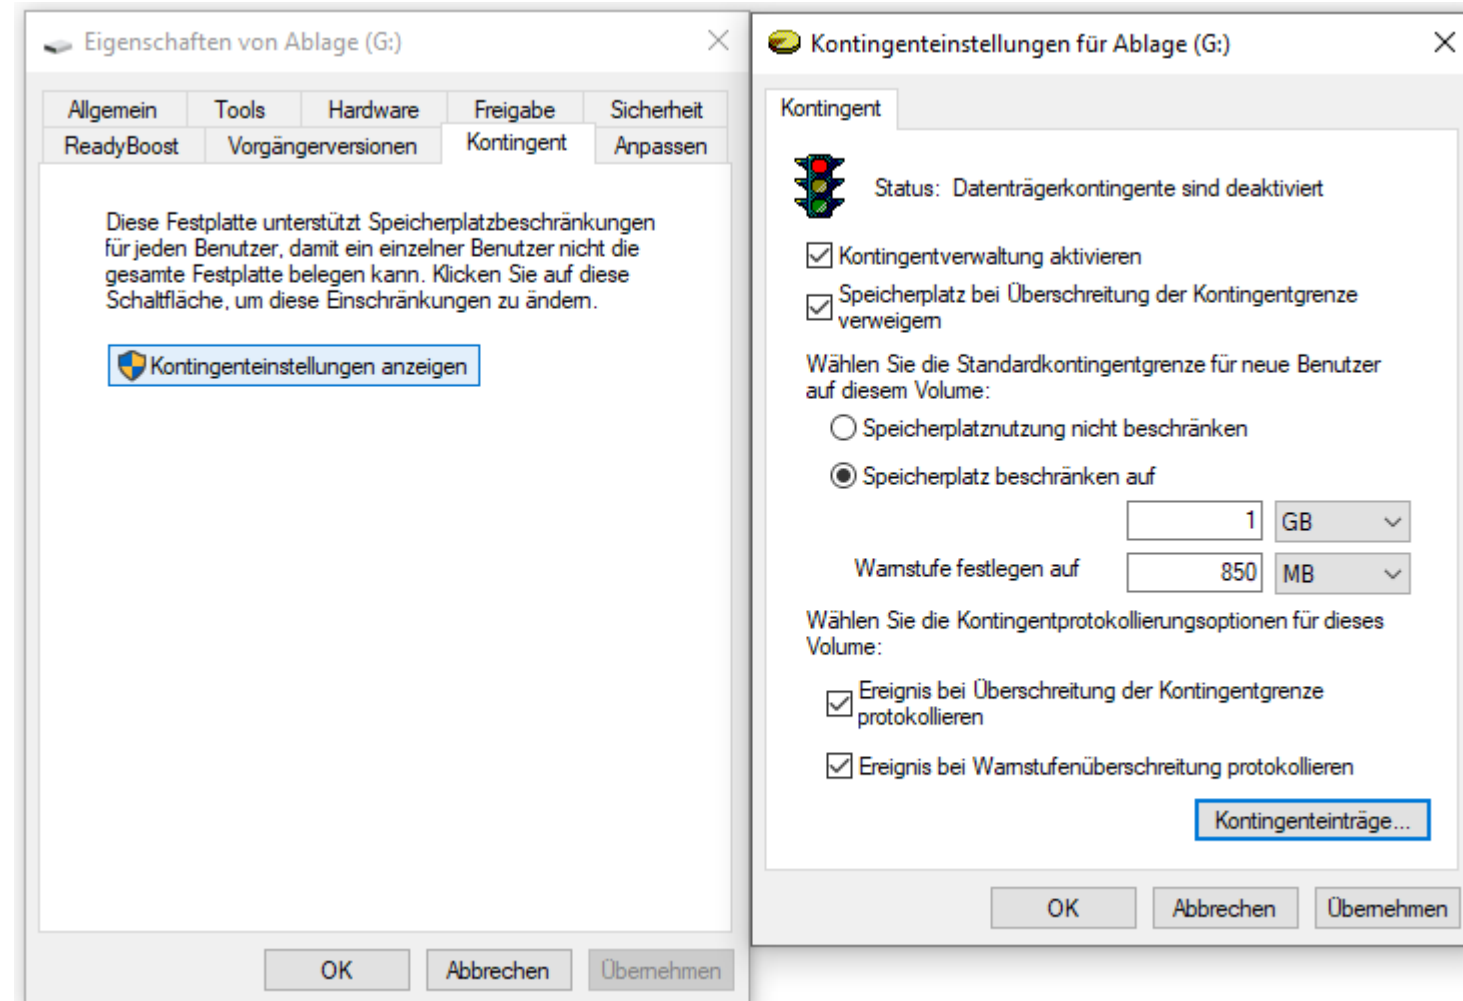 Eigenschaften von Ablage (G:)
Allgemein Tools Hardware Freigabe Sicherheit
ReadyBoost Vorgängerversionen Kontingent Anpassen
Diese Festplatte unterstützt Speicherplatzbeschränkungen
für jeden Benutzer, damit ein einzelner Benutzer nicht die
gesamte Festplatte belegen kann. Klicken Sie auf diese
Schaltfläche, um diese Einschränkungen zu ändern.
Kontingenteinstellungen anzeigen
OK Abbrechen Übernehmen
Kontingenteinstellungen für Ablage (G:)
Kontingent
Status: Datenträgerkontingente sind deaktiviert
Kontingentverwaltung aktivieren
Speicherplatz bei Überschreitung der Kontingentgrenze
verweigern
Wählen Sie die Standardkontingentgrenze für neue Benutzer
auf diesem Volume:
Speicherplatznutzung nicht beschränken
Speicherplatz beschränken auf
1 GB
Warnstufe festlegen auf 850 MB
Wählen Sie die Kontingentprotokollierungsoptionen für dieses
Volume:
Ereignis bei Überschreitung der Kontingentgrenze
protokollieren
Ereignis bei Warnstufenüberschreitung protokollieren
Kontingenteinträge...
OK Abbrechen Übernehmen